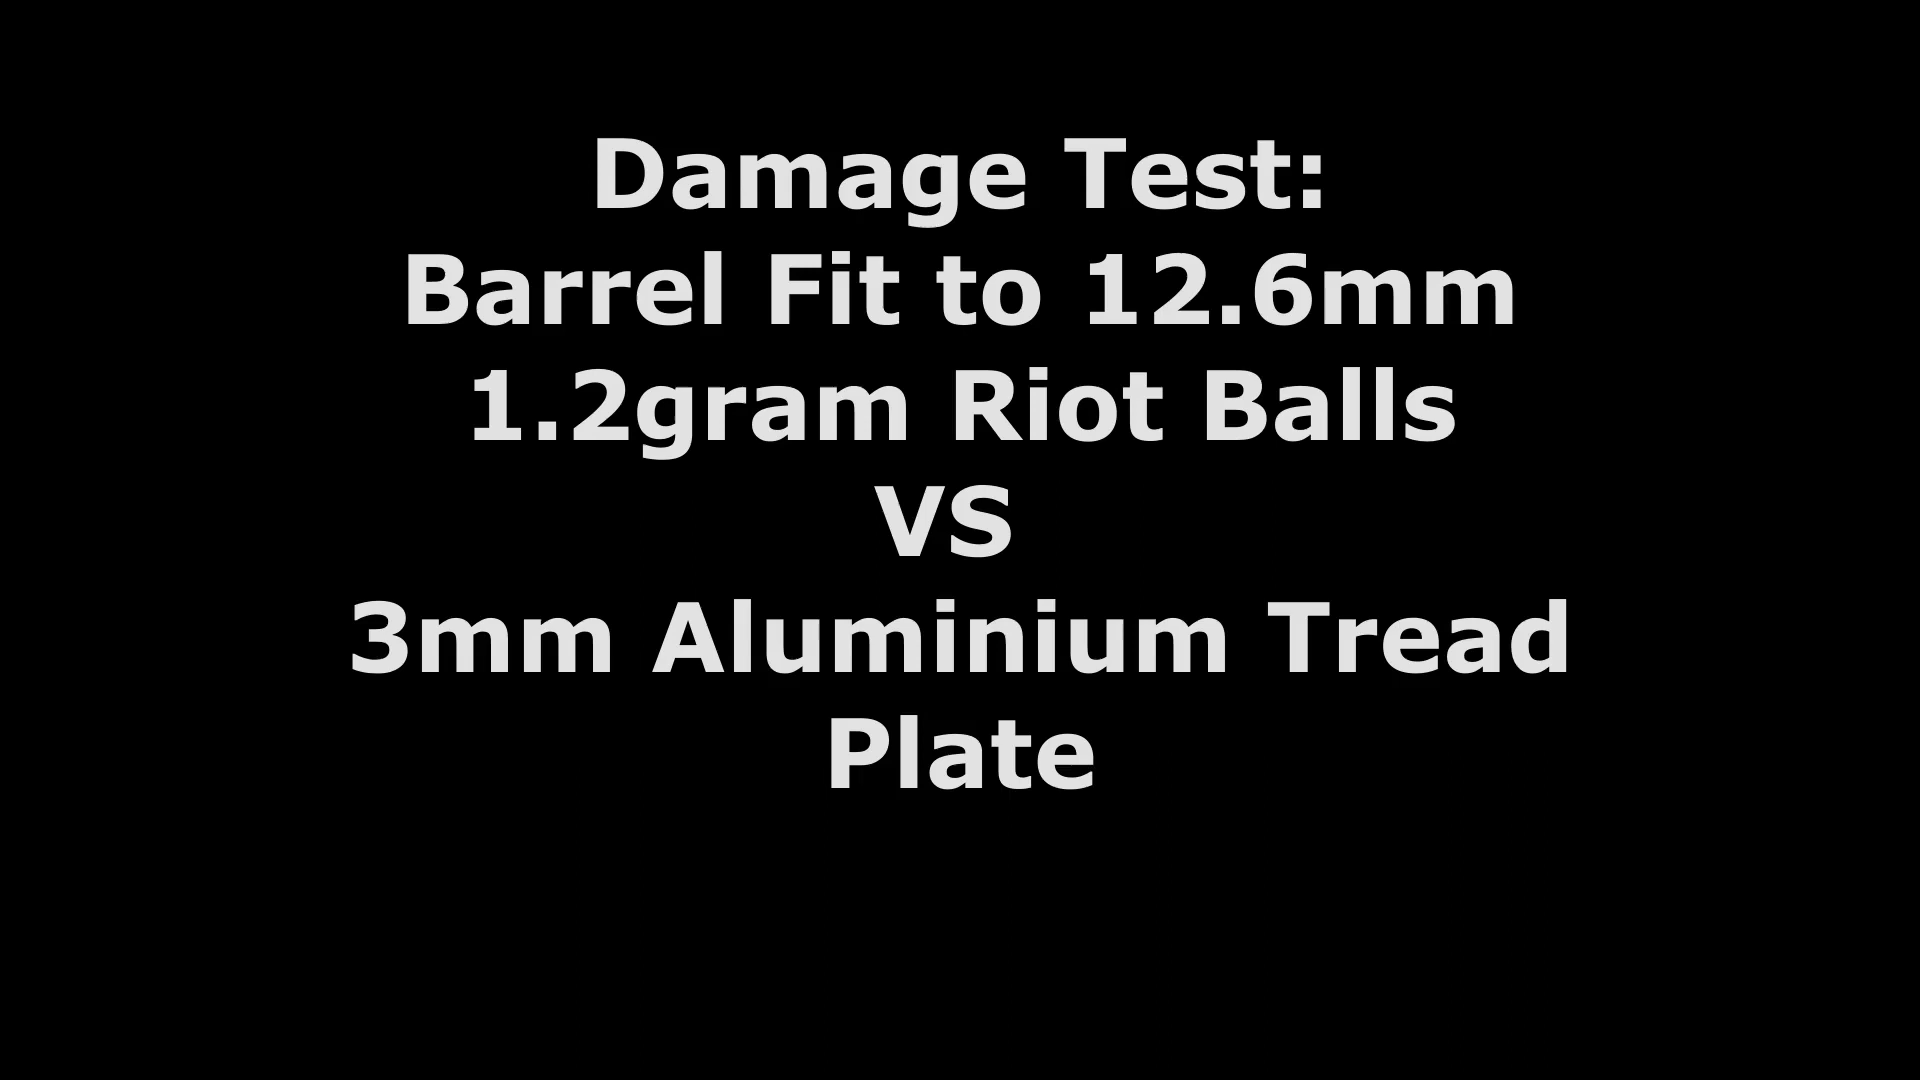 Damage Test:
Barrel Fit to 12.6mm
1.2gram Riot Balls
VS
3mm Aluminium Tread
Plate